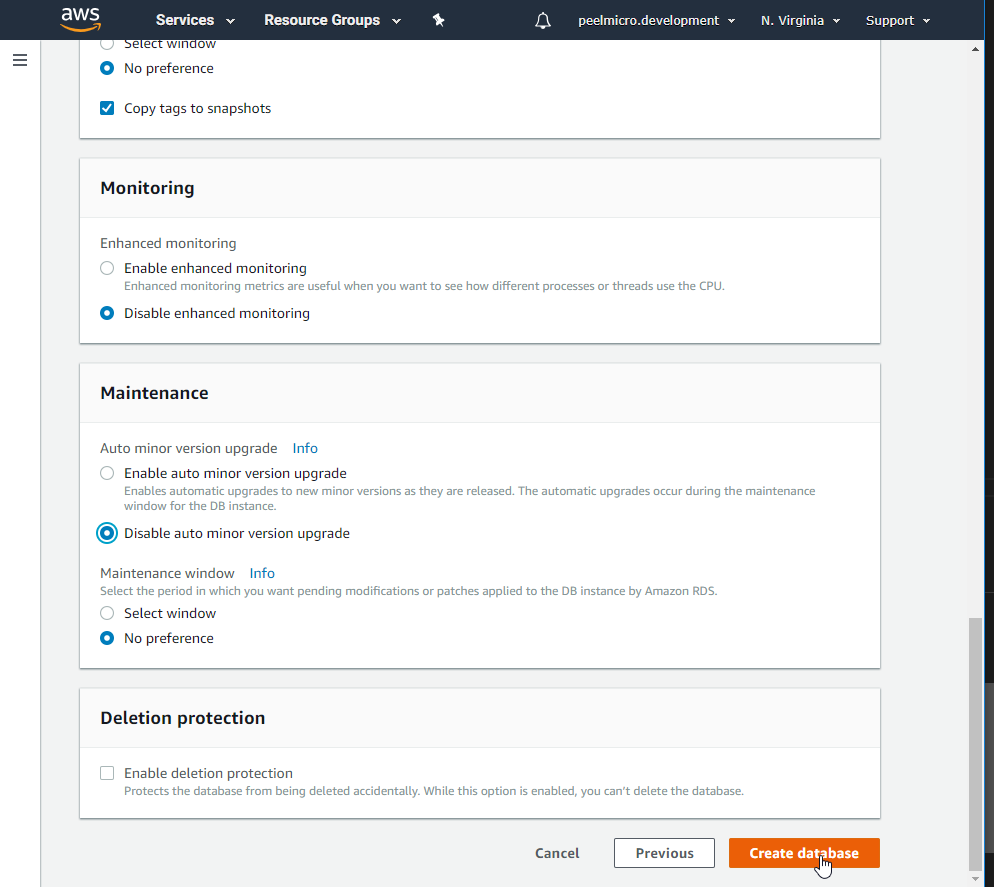 aws Services Resource Groups peelmicro.development N. Virginia Support
Select window
No preference
Copy tags to snapshots
Monitoring
Enhanced monitoring
Enable enhanced monitoring
Enhanced monitoring metrics are useful when you want to see how different processes or threads use the CPU.
Disable enhanced monitoring
Maintenance
Auto minor version upgrade Info
Enable auto minor version upgrade
Enables automatic upgrades to new minor versions as they are released. The automatic upgrades occur during the maintenance
window for the DB instance.
Disable auto minor version upgrade
Maintenance window Info
Select the period in which you want pending modifications or patches applied to the DB instance by Amazon RDS.
Select window
No preference
Deletion protection
Enable deletion protection
Protects the database from being deleted accidentally. While this option is enabled, you can't delete the database.
Cancel Previous Create database